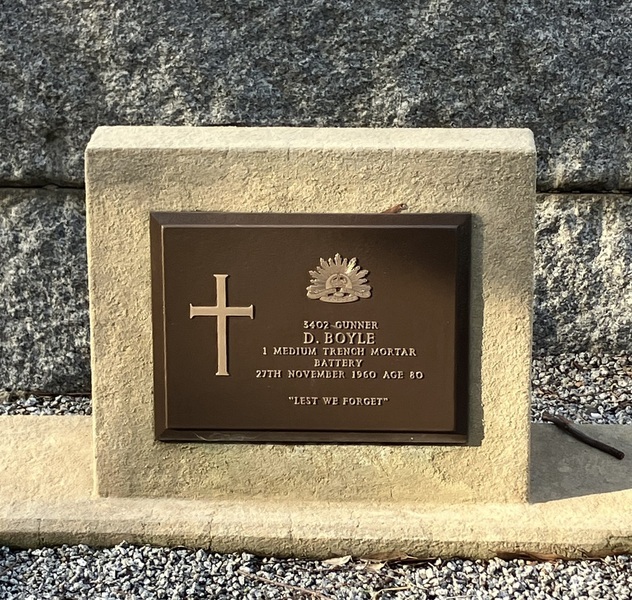 3402 GUNNER
D. BOYLE
1 MEDIUM TRENCH MORTAR
BATTERY
27TH NOVEMBER 1960 AGE 80
"LEST WE FORGET"